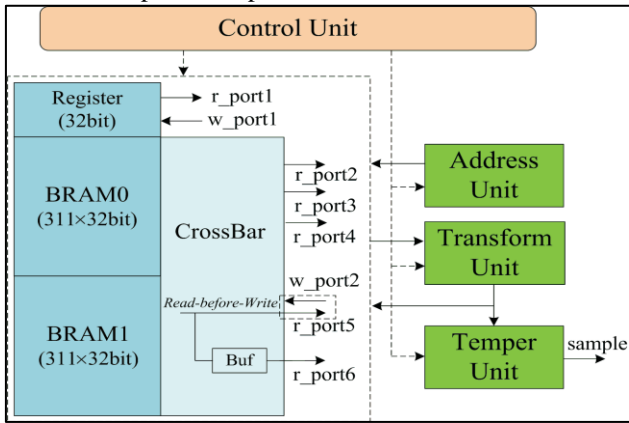 Control Unit
Register
(32bit)
r_port1
w_port1
BRAM0
(311×32bit)
CrossBar
r_port2
r_port3
r_port4
w_port2
Read-before-Write
r_port5
BRAM1
(311×32bit)
Buf
r_port6
Address
Unit
Transform
Unit
Temper
Unit
sample